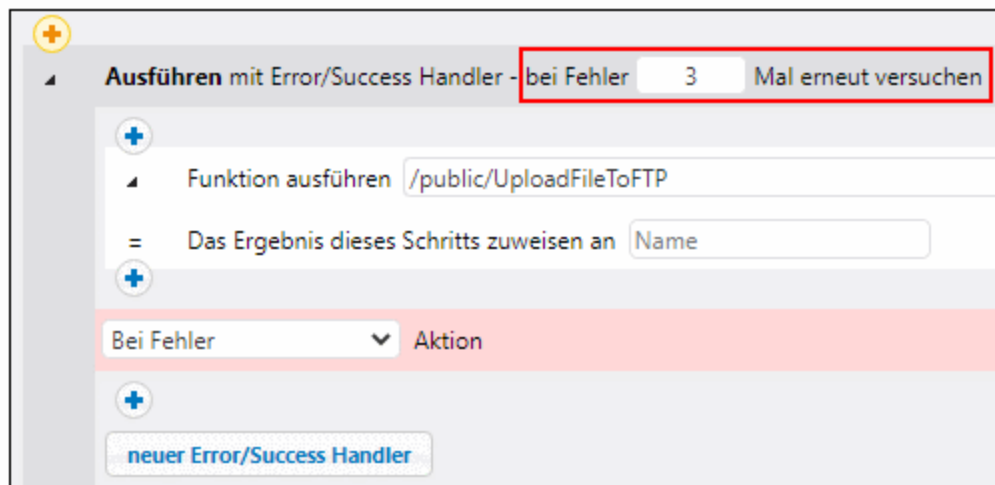 Ausführen mit Error/Success Handler - bei Fehler 3 Mal erneut versuchen
Funktion ausführen /public/UploadFileToFTP
= Das Ergebnis dieses Schritts zuweisen an Name
Bei Fehler Aktion
neuer Error/Success Handler